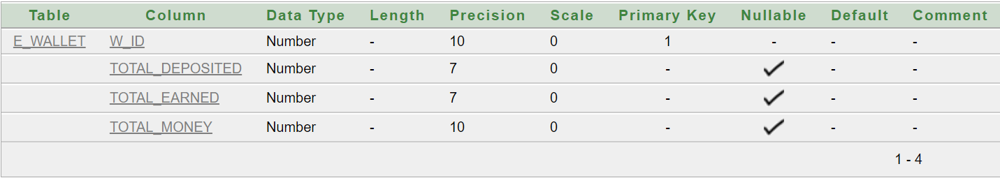 Table Column Data Type Length Precision Scale Primary Key Nullable Default Comment
E_WALLET W_ID Number - 10 0 1 - - -
TOTAL_DEPOSITED Number - 7 0 - ✓ - -
TOTAL_EARNED Number - 7 0 - ✓ - -
TOTAL_MONEY Number - 10 0 - ✓ - -
1 - 4